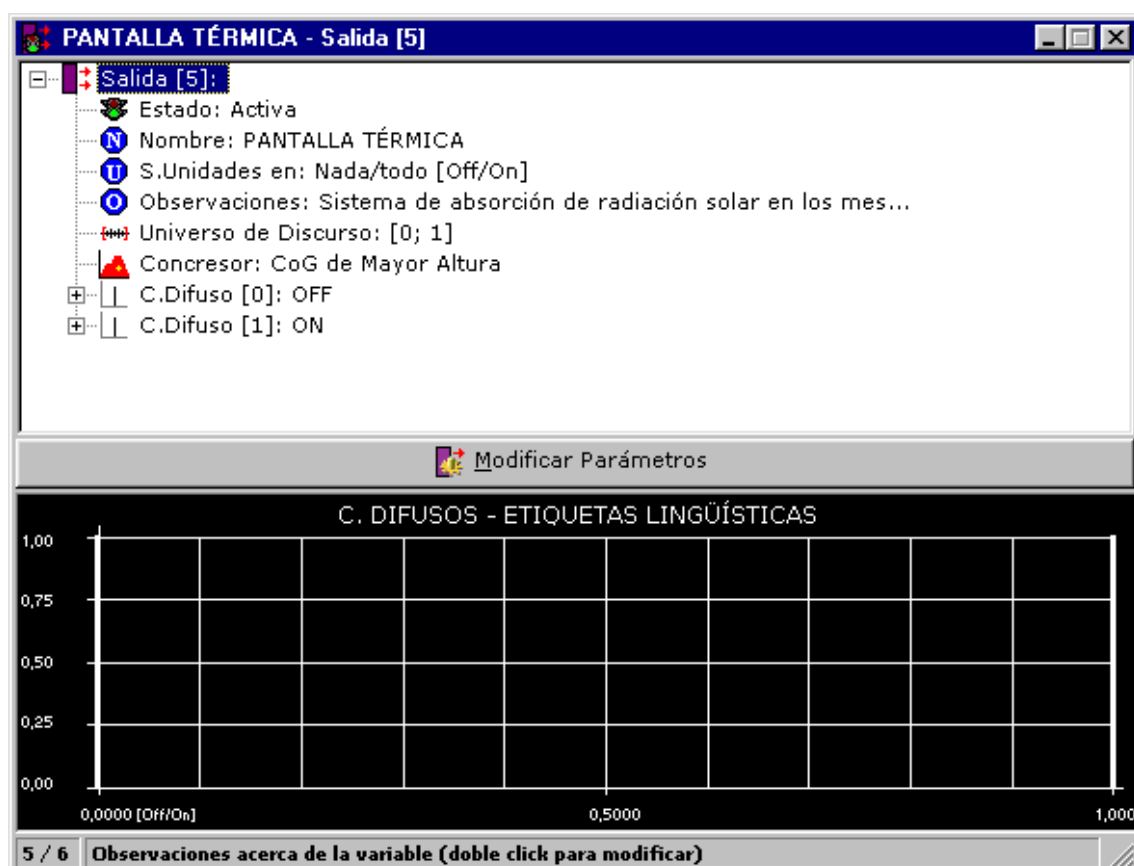 PANTALLA TÉRMICA - Salida [5]
Salida [5]:
Estado: Activa
N Nombre: PANTALLA TÉRMICA
U S.Unidades en: Nada/todo [Off/On]
O Observaciones: Sistema de absorción de radiación solar en los mes...
Universo de Discurso: [0; 1]
Concresor: CoG de Mayor Altura
C.Difuso [0]: OFF
C.Difuso [1]: ON
Modificar Parámetros
C. DIFUSOS - ETIQUETAS LINGÜÍSTICAS
1,00
0,75
0,50
0,25
0,00
0,0000 [Off/On] 0,5000 1,000
5 / 6 Observaciones acerca de la variable (doble click para modificar)